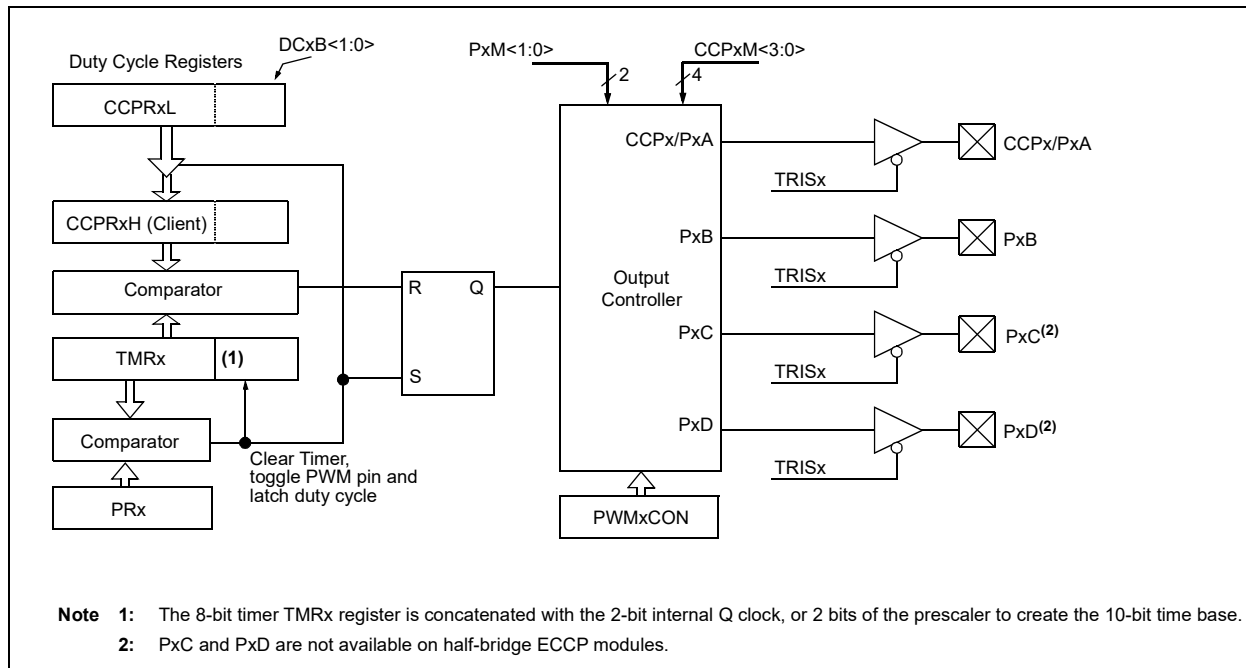 DCxB<1:0>
Duty Cycle Registers
CCPRxL
CCPRxH (Client)
Comparator
TMRx
(1)
Comparator
PRx
Clear Timer,
toggle PWM pin and
latch duty cycle
R
Q
S
PxM<1:0>
2
CCPxM<3:0>
4
Output
Controller
CCPx/PxA
PxB
PxC
PxD
PWMxCON
TRISx
CCPx/PxA
TRISx
PxB
TRISx
PxC(2)
TRISx
PxD(2)
Note 1: The 8-bit timer TMRx register is concatenated with the 2-bit internal Q clock, or 2 bits of the prescaler to create the 10-bit time base.
2: PxC and PxD are not available on half-bridge ECCP modules.